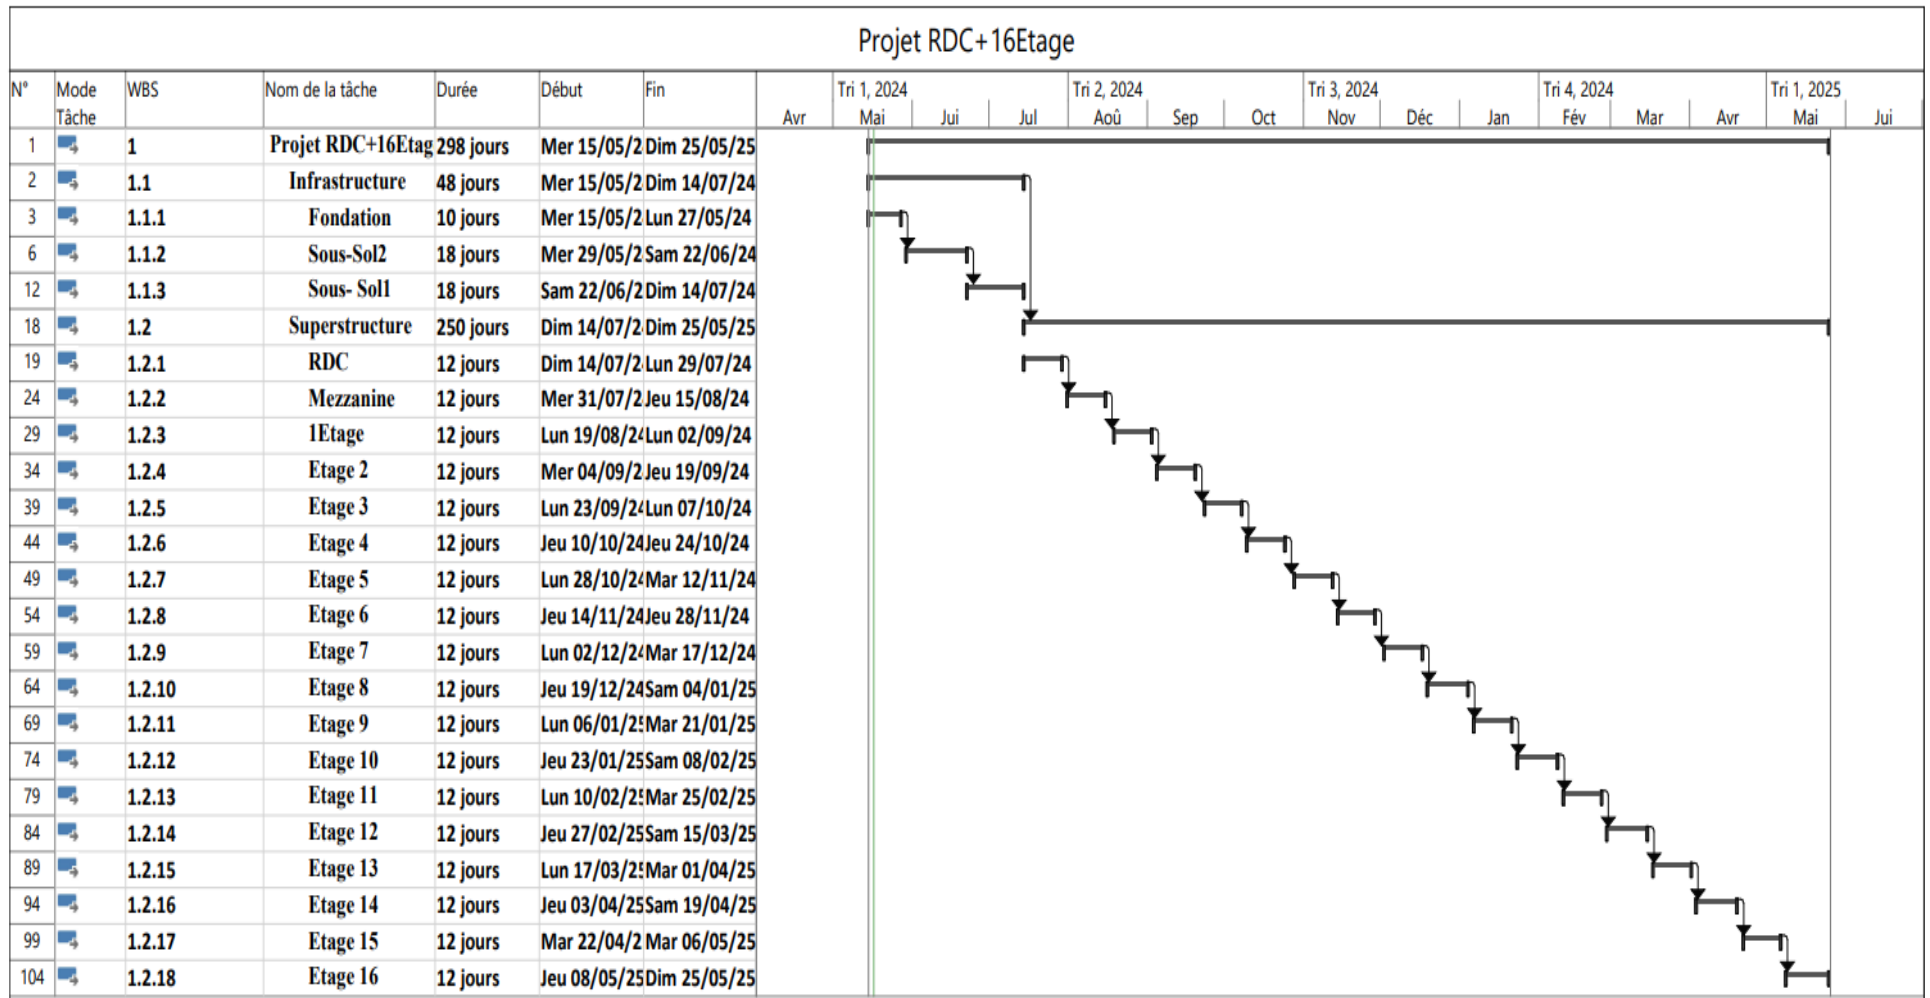 Projet RDC+16Etage
N° Mode Tâche WBS Nom de la tâche Durée Début Fin
Tri 1, 2024 Tri 2, 2024 Tri 3, 2024 Tri 4, 2024 Tri 1, 2025
Avr Mai Jui Jul Aoû Sep Oct Nov Déc Jan Fév Mar Avr Mai Jui
1 1 Projet RDC+16Etag 298 jours Mer 15/05/2 Dim 25/05/25
2 1.1 Infrastructure 48 jours Mer 15/05/2 Dim 14/07/24
3 1.1.1 Fondation 10 jours Mer 15/05/2 Lun 27/05/24
6 1.1.2 Sous-Sol2 18 jours Mer 29/05/2 Sam 22/06/24
12 1.1.3 Sous- Sol1 18 jours Sam 22/06/2 Dim 14/07/24
18 1.2 Superstructure 250 jours Dim 14/07/2 Dim 25/05/25
19 1.2.1 RDC 12 jours Dim 14/07/2 Lun 29/07/24
24 1.2.2 Mezzanine 12 jours Mer 31/07/2 Jeu 15/08/24
29 1.2.3 1Etage 12 jours Lun 19/08/24 Lun 02/09/24
34 1.2.4 Etage 2 12 jours Mer 04/09/2 Jeu 19/09/24
39 1.2.5 Etage 3 12 jours Lun 23/09/24 Lun 07/10/24
44 1.2.6 Etage 4 12 jours Jeu 10/10/24 Jeu 24/10/24
49 1.2.7 Etage 5 12 jours Lun 28/10/24 Mar 12/11/24
54 1.2.8 Etage 6 12 jours Jeu 14/11/24 Jeu 28/11/24
59 1.2.9 Etage 7 12 jours Lun 02/12/24 Mar 17/12/24
64 1.2.10 Etage 8 12 jours Jeu 19/12/24 Sam 04/01/25
69 1.2.11 Etage 9 12 jours Lun 06/01/25 Mar 21/01/25
74 1.2.12 Etage 10 12 jours Jeu 23/01/25 Sam 08/02/25
79 1.2.13 Etage 11 12 jours Lun 10/02/25 Mar 25/02/25
84 1.2.14 Etage 12 12 jours Jeu 27/02/25 Sam 15/03/25
89 1.2.15 Etage 13 12 jours Lun 17/03/25 Mar 01/04/25
94 1.2.16 Etage 14 12 jours Jeu 03/04/25 Sam 19/04/25
99 1.2.17 Etage 15 12 jours Mar 22/04/2 Mar 06/05/25
104 1.2.18 Etage 16 12 jours Jeu 08/05/25 Dim 25/05/25